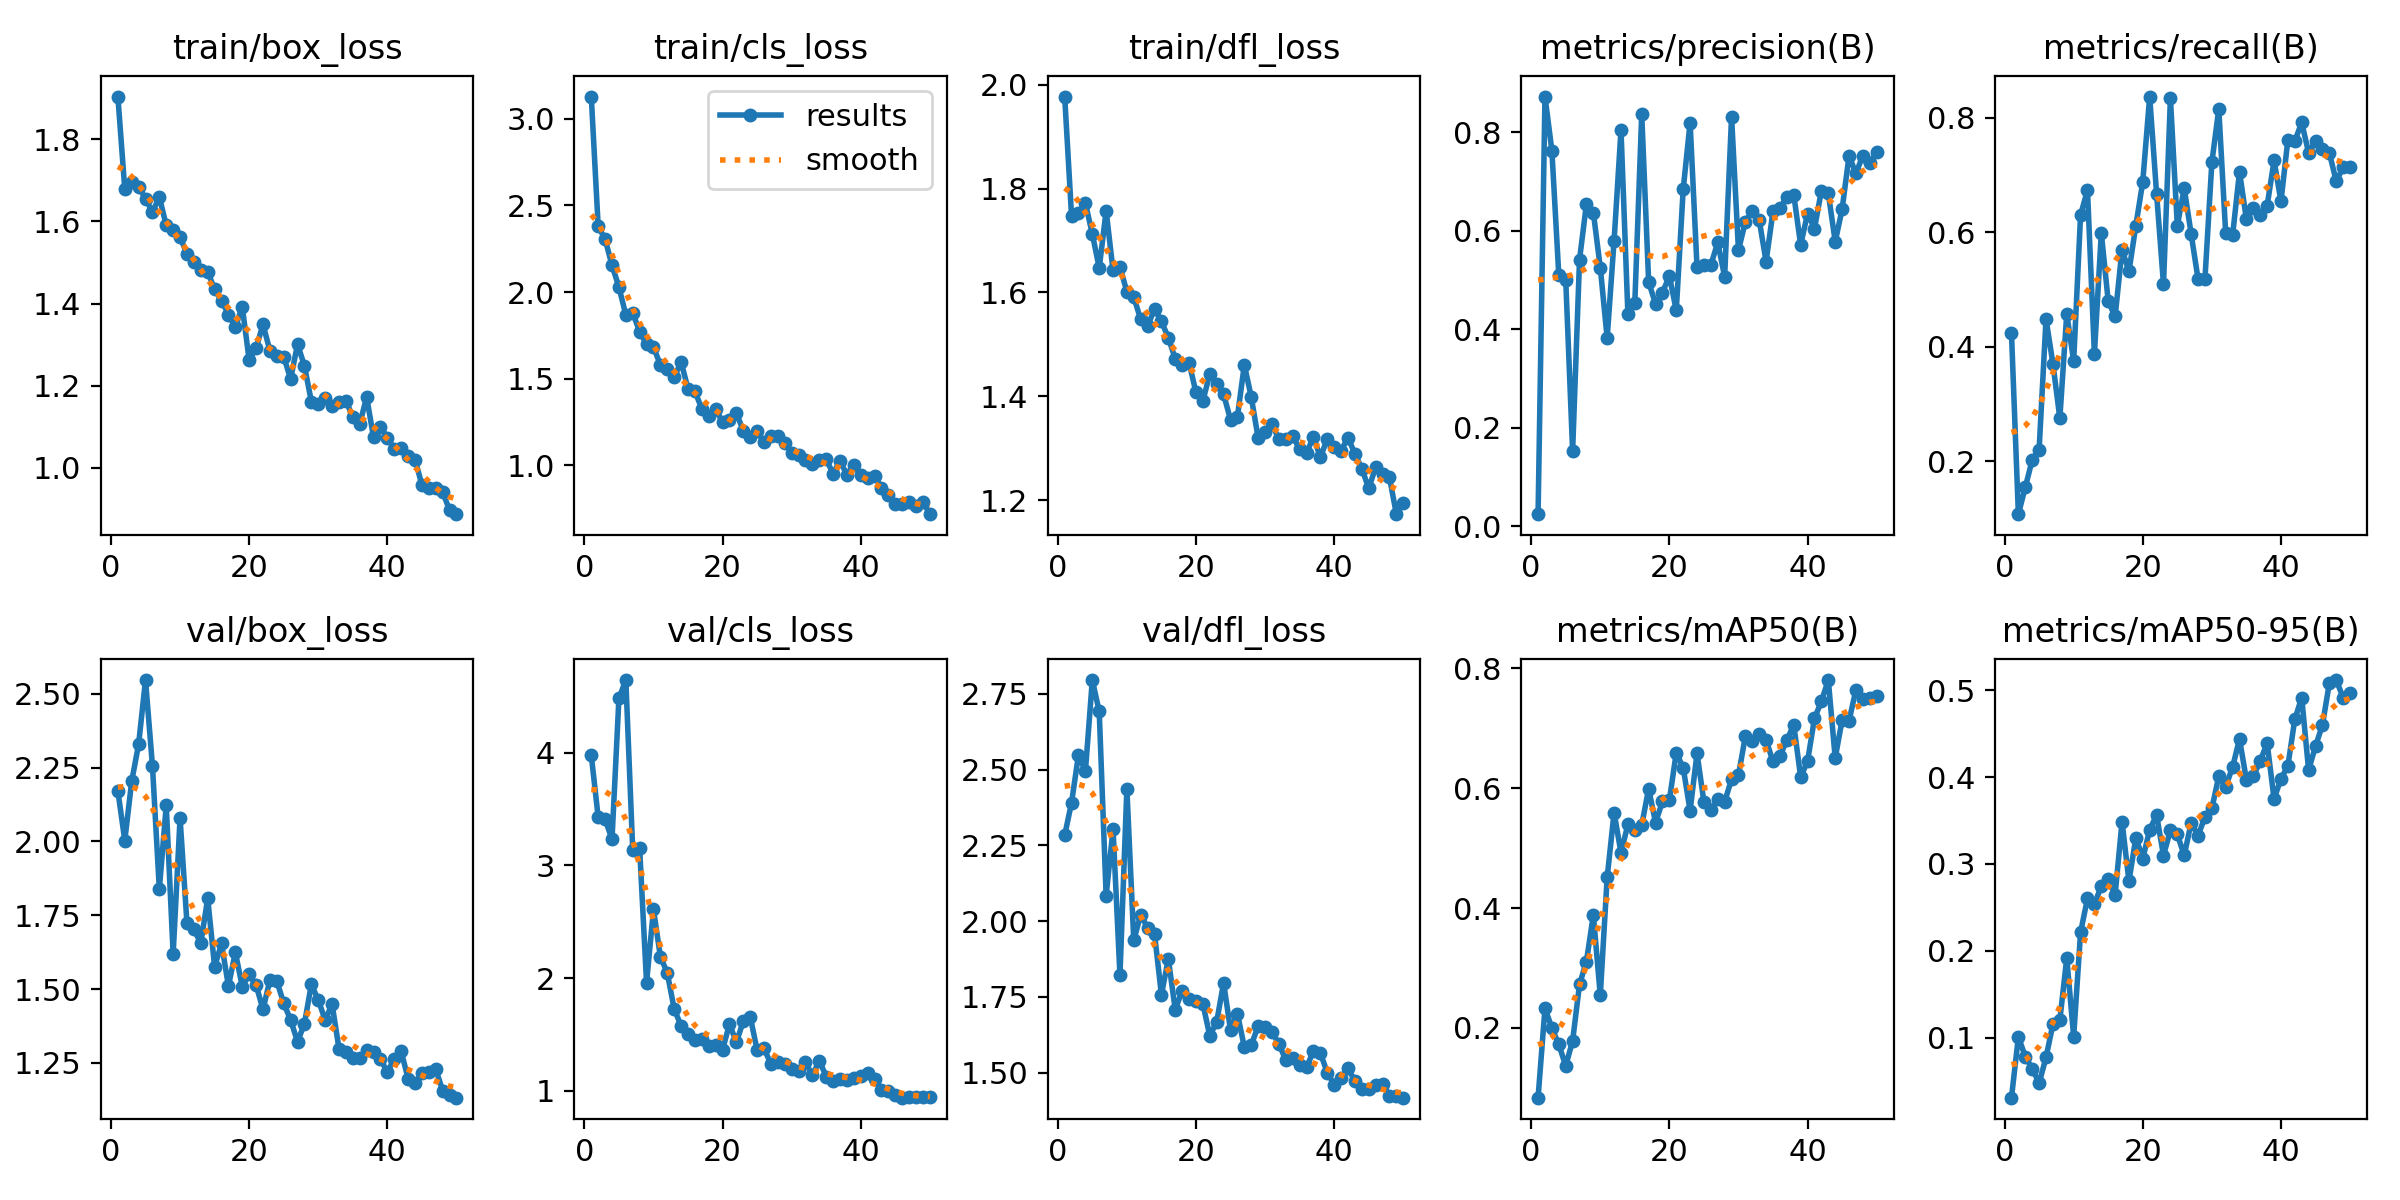 train/box_loss
1.8
1.6
1.4
1.2
1.0
0 20 40
train/cls_loss
results
smooth
3.0
2.5
2.0
1.5
1.0
0 20 40
train/dfl_loss
2.0
1.8
1.6
1.4
1.2
0 20 40
metrics/precision(B)
0.8
0.6
0.4
0.2
0.0
0 20 40
metrics/recall(B)
0.8
0.6
0.4
0.2
0 20 40
val/box_loss
2.50
2.25
2.00
1.75
1.50
1.25
0 20 40
val/cls_loss
4
3
2
1
0 20 40
val/dfl_loss
2.75
2.50
2.25
2.00
1.75
1.50
0 20 40
metrics/mAP50(B)
0.8
0.6
0.4
0.2
0 20 40
metrics/mAP50-95(B)
0.5
0.4
0.3
0.2
0.1
0 20 40